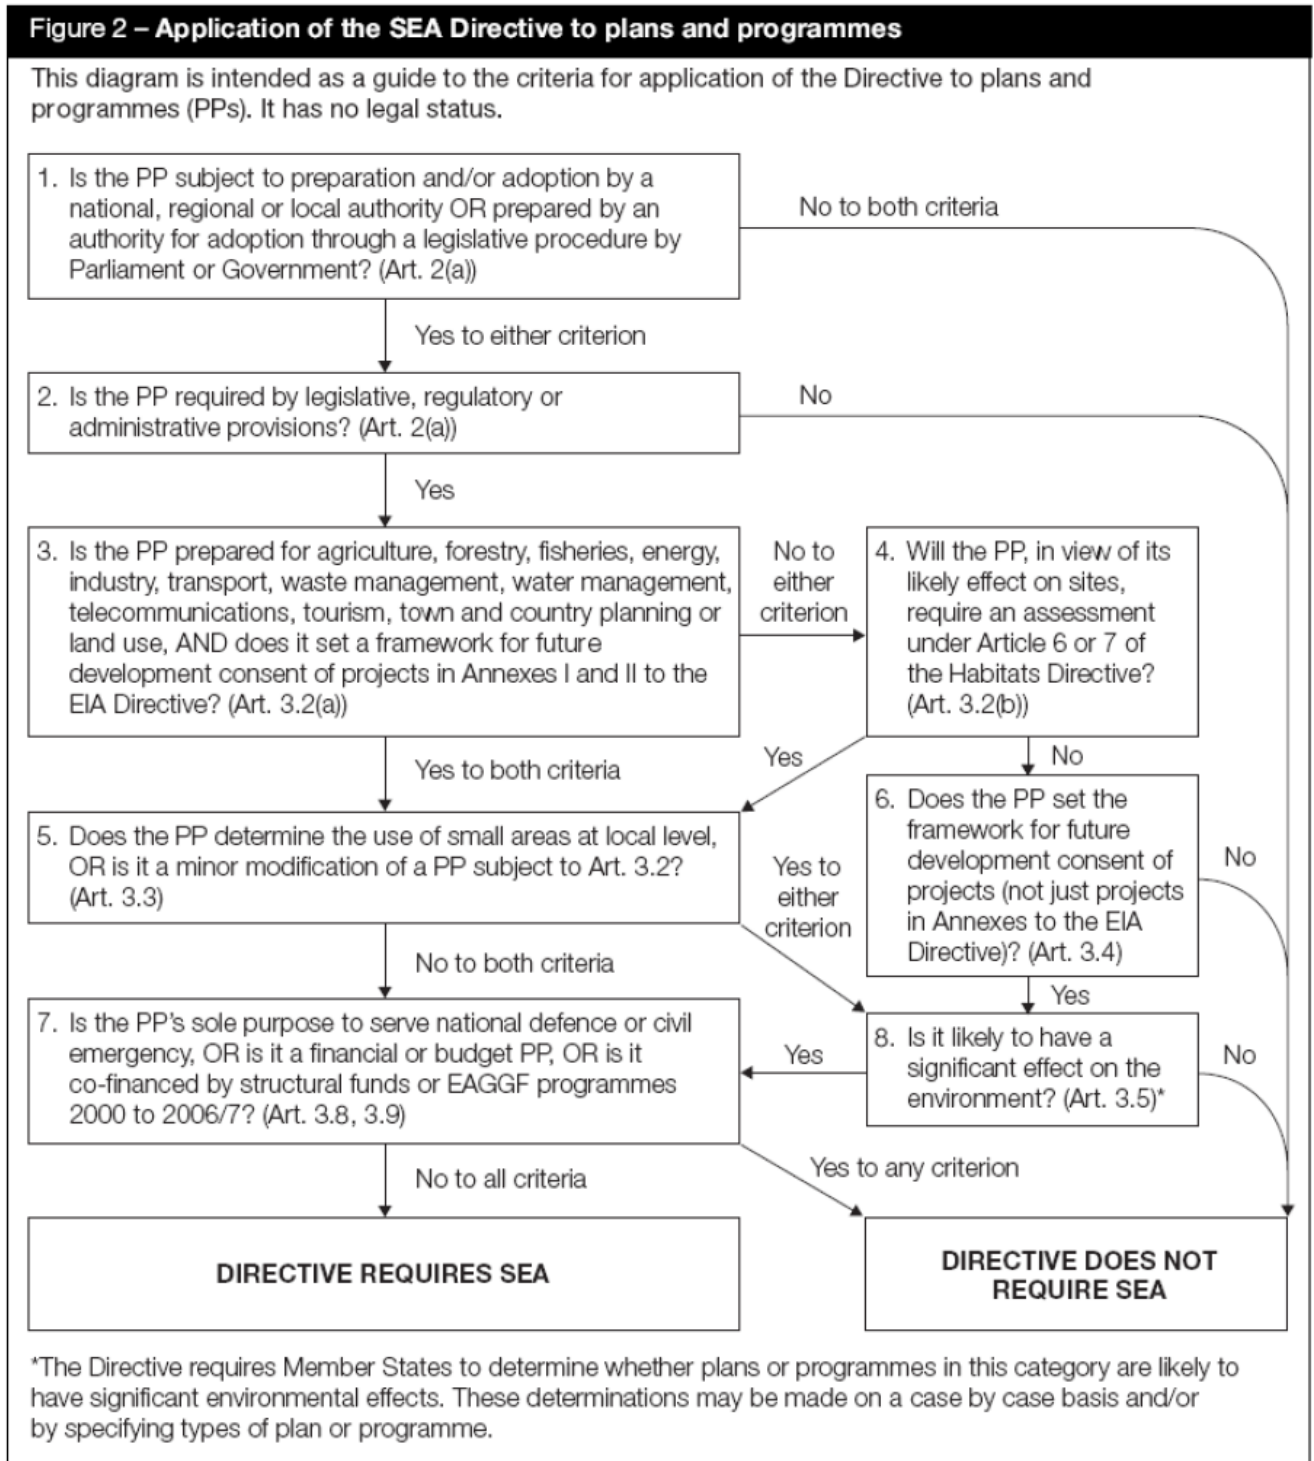 Figure 2 – Application of the SEA Directive to plans and programmes
This diagram is intended as a guide to the criteria for application of the Directive to plans and
programmes (PPs). It has no legal status.
1. Is the PP subject to preparation and/or adoption by a
national, regional or local authority OR prepared by an
authority for adoption through a legislative procedure by
Parliament or Government? (Art. 2(a))
No to both criteria
Yes to either criterion
2. Is the PP required by legislative, regulatory or
administrative provisions? (Art. 2(a))
No
Yes
3. Is the PP prepared for agriculture, forestry, fisheries, energy,
industry, transport, waste management, water management,
telecommunications, tourism, town and country planning or
land use, AND does it set a framework for future
development consent of projects in Annexes I and II to the
EIA Directive? (Art. 3.2(a))
No to
either
criterion
4. Will the PP, in view of its
likely effect on sites,
require an assessment
under Article 6 or 7 of
the Habitats Directive?
(Art. 3.2(b))
Yes to both criteria
Yes
No
5. Does the PP determine the use of small areas at local level,
OR is it a minor modification of a PP subject to Art. 3.2?
(Art. 3.3)
Yes to
either
criterion
6. Does the PP set the
framework for future
development consent of
projects (not just projects
in Annexes to the EIA
Directive)? (Art. 3.4)
No
No to both criteria
Yes
7. Is the PP's sole purpose to serve national defence or civil
emergency, OR is it a financial or budget PP, OR is it
co-financed by structural funds or EAGGF programmes
2000 to 2006/7? (Art. 3.8, 3.9)
Yes
8. Is it likely to have a
significant effect on the
environment? (Art. 3.5)*
No
No to all criteria
Yes to any criterion
DIRECTIVE REQUIRES SEA
DIRECTIVE DOES NOT
REQUIRE SEA
*The Directive requires Member States to determine whether plans or programmes in this category are likely to
have significant environmental effects. These determinations may be made on a case by case basis and/or
by specifying types of plan or programme.